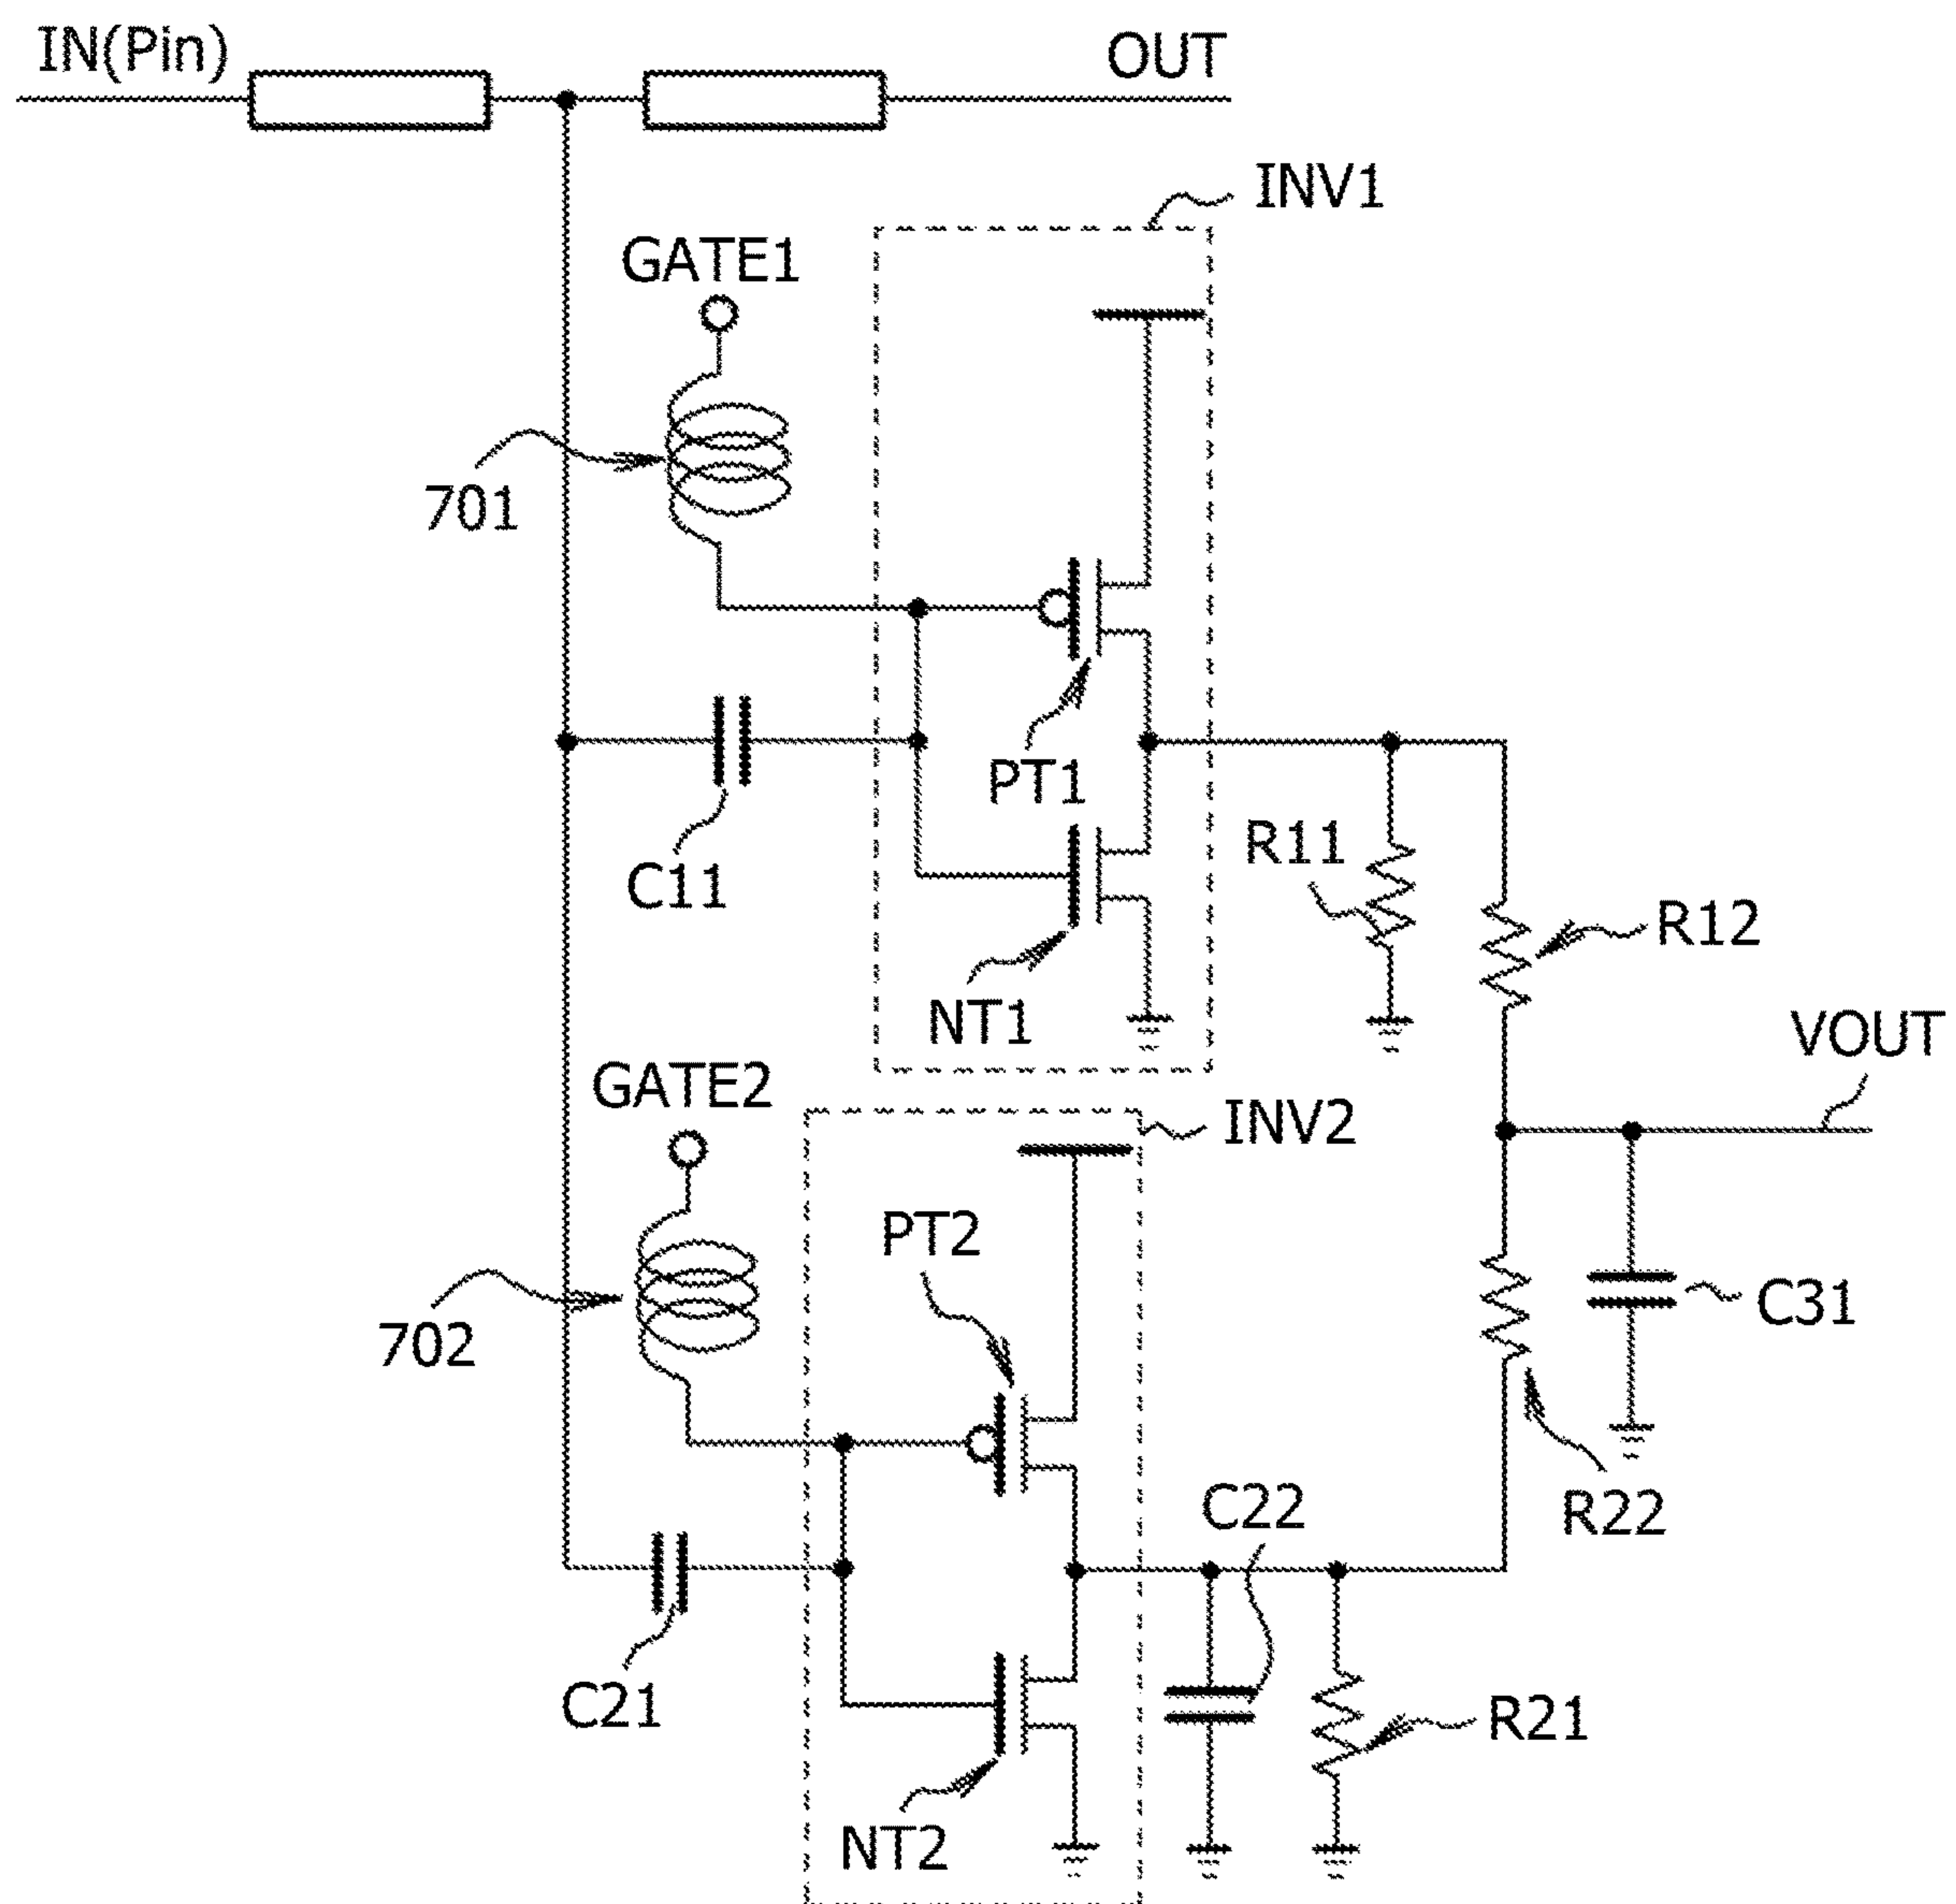 IN(Pin)
OUT
INV1
GATE1
701
PT1
C11
R11
R12
NT1
VOUT
GATE2
INV2
PT2
702
C31
C22
R22
C21
R21
NT2